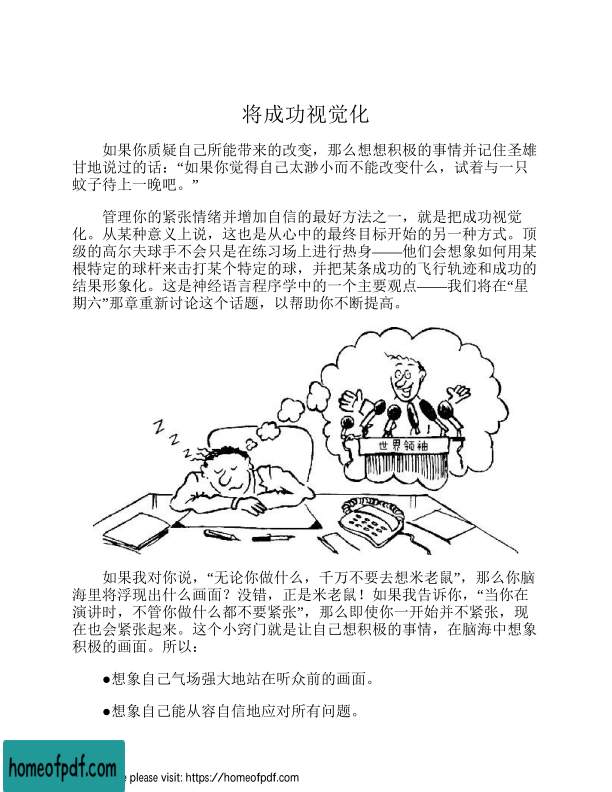 将成功视觉化
如果你质疑自己所能带来的改变，那么想想积极的事情并记住圣雄
甘地说过的话：“如果你觉得自己太渺小而不能改变什么，试着与一只
蚊子待上一晚吧。”
管理你的紧张情绪并增加自信的最好方法之一，就是把成功视觉
化。从某种意义上说，这也是从心中的最终目标开始的另一种方式。顶
级的高尔夫球手不会只是在练习场上进行热身——他们会想象如何用某
根特定的球杆来击打某个特定的球，并把某条成功的飞行轨迹和成功的
结果形象化。这是神经语言程序学中的一个主要观点——我们将在“星
期六”那章重新讨论这个话题，以帮助你不断提高。
Z Z Z
世界领袖
如果我对你说，“无论你做什么，千万不要去想米老鼠”，那么你脑
海里将浮现出什么画面？没错，正是米老鼠！如果我告诉你，“当你在
演讲时，不管你做什么都不要紧张”，那么即使你一开始并不紧张，现
在也会紧张起来。这个小窍门就是让自己想积极的事情，在脑海中想象
积极的画面。所以：
●想象自己气场强大地站在听众前的画面。
●想象自己能从容自信地应对所有问题。
homeofpdf.com
e please visit: https://homeofpdf.com